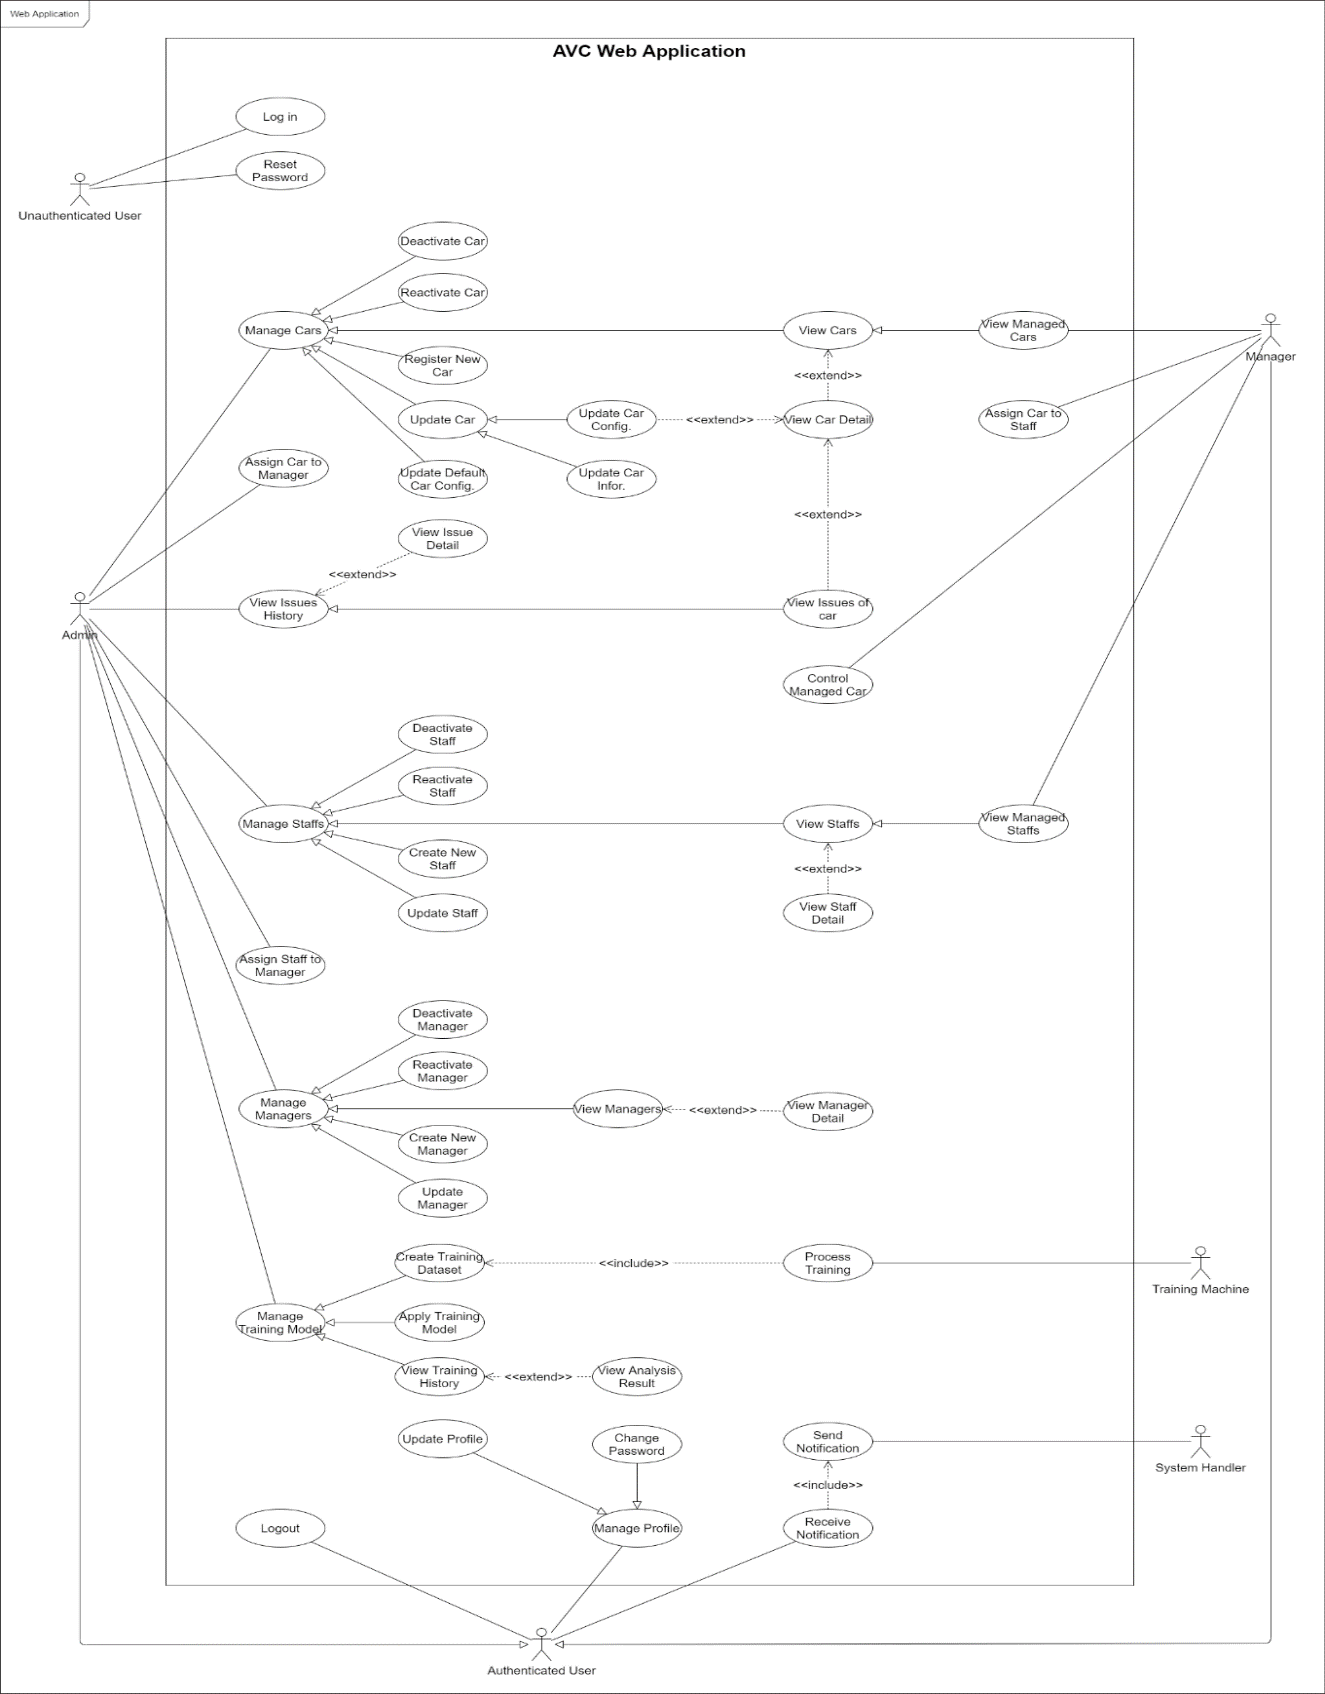 Web Application
AVC Web Application
Log in
Reset
Password
Unauthenticated User
Deactivate Car
Reactivate Car
Manage Cars
View Cars
View Managed
Cars
Manager
Register New
Car
<<extend>>
Update Car
Update Car
Config.
<<extend>>
View Car Detail
Assign Car to
Staff
Assign Car to
Manager
Update Default
Car Config.
Update Car
Infor.
<<extend>>
View Issue
Detail
<<extend>>
Admin
View Issues
History
View Issues of
car
Control
Managed Car
Deactivate
Staff
Reactivate
Staff
Manage Staffs
View Staffs
View Managed
Staffs
Create New
Staff
<<extend>>
Update Staff
View Staff
Detail
Assign Staff to
Manager
Deactivate
Manager
Reactivate
Manager
Manage
Managers
View Managers
<<extend>>
View Manager
Detail
Create New
Manager
Update
Manager
Create Training
Dataset
<<include>>
Process
Training
Training Machine
Manage
Training Model
Apply Training
Model
View Training
History
<<extend>>
View Analysis
Result
Update Profile
Change
Password
Send
Notification
System Handler
<<include>>
Logout
Manage Profile
Receive
Notification
Authenticated User